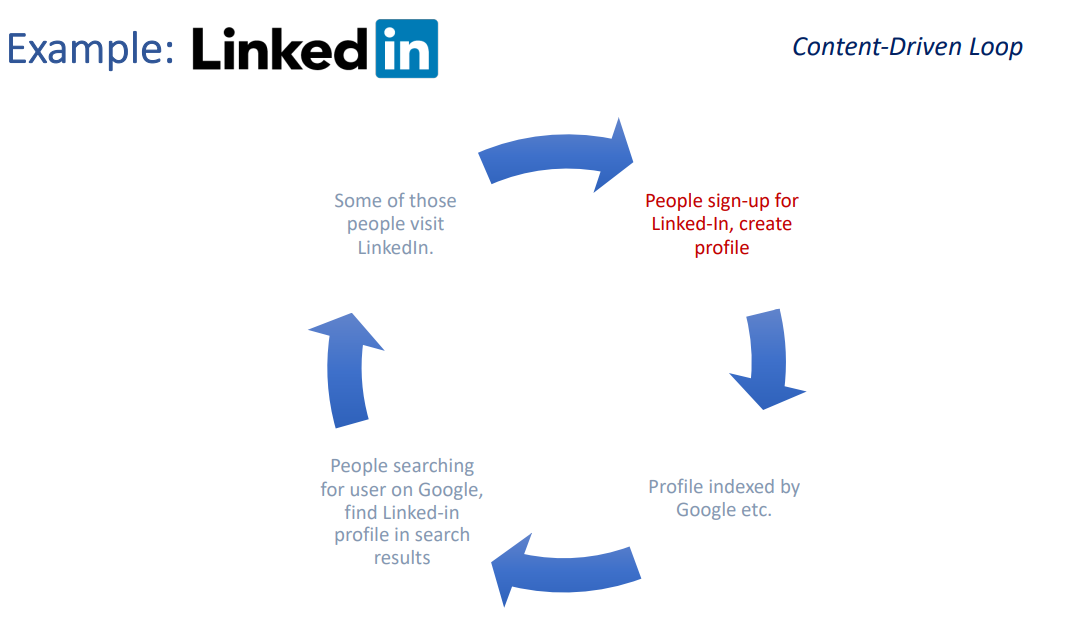 Example: Linked in
Content-Driven Loop
Some of those
people visit
LinkedIn.
People sign-up for
Linked-In, create
profile
People searching
for user on Google,
find Linked-in
profile in search
results
Profile indexed by
Google etc.